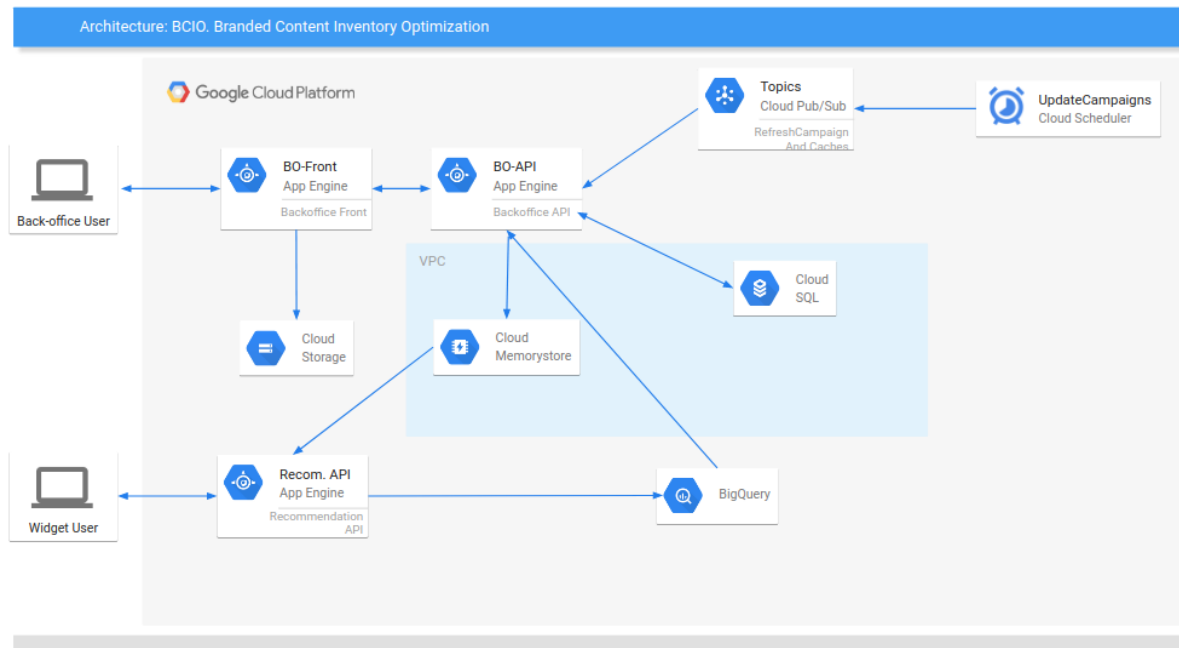 Architecture: BCIO. Branded Content Inventory Optimization
Google Cloud Platform
Topics
Cloud Pub/Sub
RefreshCampaign
And Caches
UpdateCampaigns
Cloud Scheduler
Back-office User
BO-Front
App Engine
Backoffice Front
BO-API
App Engine
Backoffice API
VPC
Cloud
SQL
Cloud
Storage
Cloud
Memorystore
Widget User
Recom. API
App Engine
Recommendation
API
BigQuery